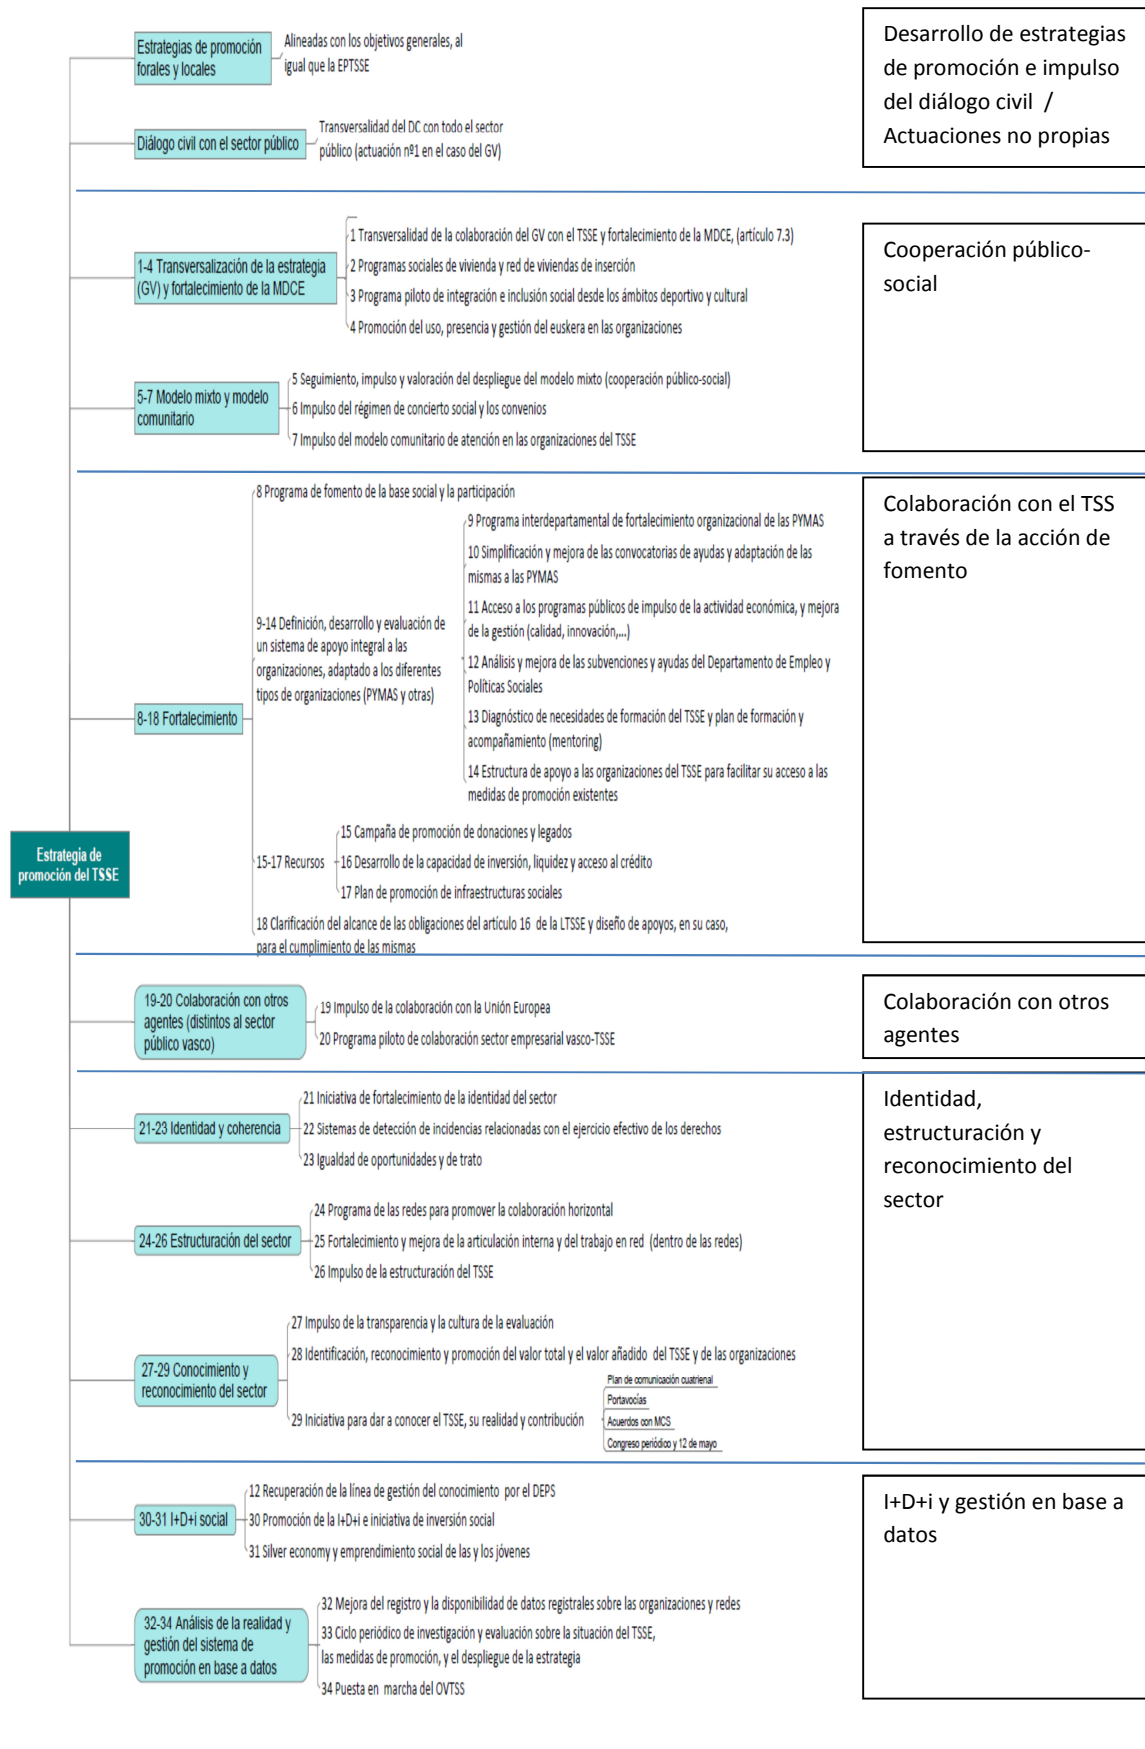 Estrategias de promoción
forales y locales
Alineadas con los objetivos generales, al
igual que la EPTSSE
Desarrollo de estrategias
de promoción e impulso
del diálogo civil /
Actuaciones no propias
Diálogo civil con el sector público
Transversalidad del DC con todo el sector
público (actuación nº1 en el caso del GV)
1-4 Transversalización de la estrategia
(GV) y fortalecimiento de la MDCE
1 Transversalidad de la colaboración del GV con el TSSE y fortalecimiento de la MDCE, (artículo 7.3)
2 Programas sociales de vivienda y red de viviendas de inserción
3 Programa piloto de integración e inclusión social desde los ámbitos deportivo y cultural
4 Promoción del uso, presencia y gestión del euskera en las organizaciones
Cooperación público-
social
5-7 Modelo mixto y modelo
comunitario
5 Seguimiento, impulso y valoración del despliegue del modelo mixto (cooperación público-social)
6 Impulso del régimen de concierto social y los convenios
7 Impulso del modelo comunitario de atención en las organizaciones del TSSE
Colaboración con el TSS
a través de la acción de
fomento
8-18 Fortalecimiento
8 Programa de fomento de la base social y la participación
9-14 Definición, desarrollo y evaluación de
un sistema de apoyo integral a las
organizaciones, adaptado a los diferentes
tipos de organizaciones (PYMAS y otras)
9 Programa interdepartamental de fortalecimiento organizacional de las PYMAS
10 Simplificación y mejora de las convocatorias de ayudas y adaptación de las
mismas a las PYMAS
11 Acceso a los programas públicos de impulso de la actividad económica, y mejora
de la gestión (calidad, innovación,...)
12 Análisis y mejora de las subvenciones y ayudas del Departamento de Empleo y
Políticas Sociales
13 Diagnóstico de necesidades de formación del TSSE y plan de formación y
acompañamiento (mentoring)
14 Estructura de apoyo a las organizaciones del TSSE para facilitar su acceso a las
medidas de promoción existentes
15-17 Recursos
15 Campaña de promoción de donaciones y legados
16 Desarrollo de la capacidad de inversión, liquidez y acceso al crédito
17 Plan de promoción de infraestructuras sociales
18 Clarificación del alcance de las obligaciones del artículo 16 de la LTSSE y diseño de apoyos, en su caso,
para el cumplimiento de las mismas
Estrategia de
promoción del TSSE
19-20 Colaboración con otros
agentes (distintos al sector
público vasco)
19 Impulso de la colaboración con la Unión Europea
20 Programa piloto de colaboración sector empresarial vasco-TSSE
Colaboración con otros
agentes
21-23 Identidad y coherencia
21 Iniciativa de fortalecimiento de la identidad del sector
22 Sistemas de detección de incidencias relacionadas con el ejercicio efectivo de los derechos
23 Igualdad de oportunidades y de trato
Identidad,
estructuración y
reconocimiento del
sector
24-26 Estructuración del sector
24 Programa de las redes para promover la colaboración horizontal
25 Fortalecimiento y mejora de la articulación interna y del trabajo en red (dentro de las redes)
26 Impulso de la estructuración del TSSE
27-29 Conocimiento y
reconocimiento del sector
27 Impulso de la transparencia y la cultura de la evaluación
28 Identificación, reconocimiento y promoción del valor total y el valor añadido del TSSE y de las organizaciones
29 Iniciativa para dar a conocer el TSSE, su realidad y contribución
Plan de comunicación cuatrienal
Portavocías
Acuerdos con MCS
Congreso periódico y 12 de mayo
30-31 I+D+i social
12 Recuperación de la línea de gestión del conocimiento por el DEPS
30 Promoción de la I+D+i e iniciativa de inversión social
31 Silver economy y emprendimiento social de las y los jóvenes
I+D+i y gestión en base a
datos
32-34 Análisis de la realidad y
gestión del sistema de
promoción en base a datos
32 Mejora del registro y la disponibilidad de datos registrales sobre las organizaciones y redes
33 Ciclo periódico de investigación y evaluación sobre la situación del TSSE,
las medidas de promoción, y el despliegue de la estrategia
34 Puesta en marcha del OVTSS